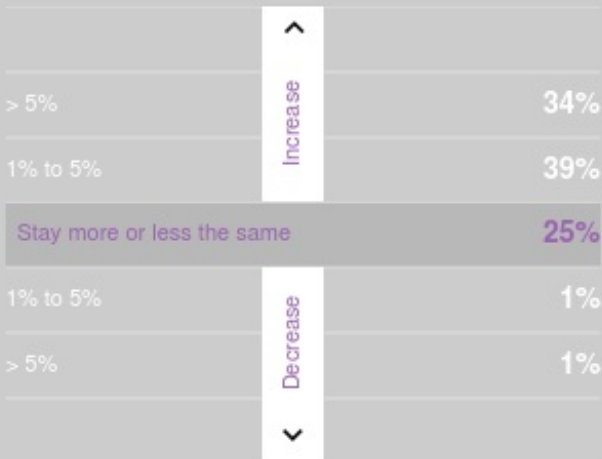 > 5% 34%
Increase
1% to 5% 39%
Stay more or less the same 25%
1% to 5% 1%
Decrease
> 5% 1%